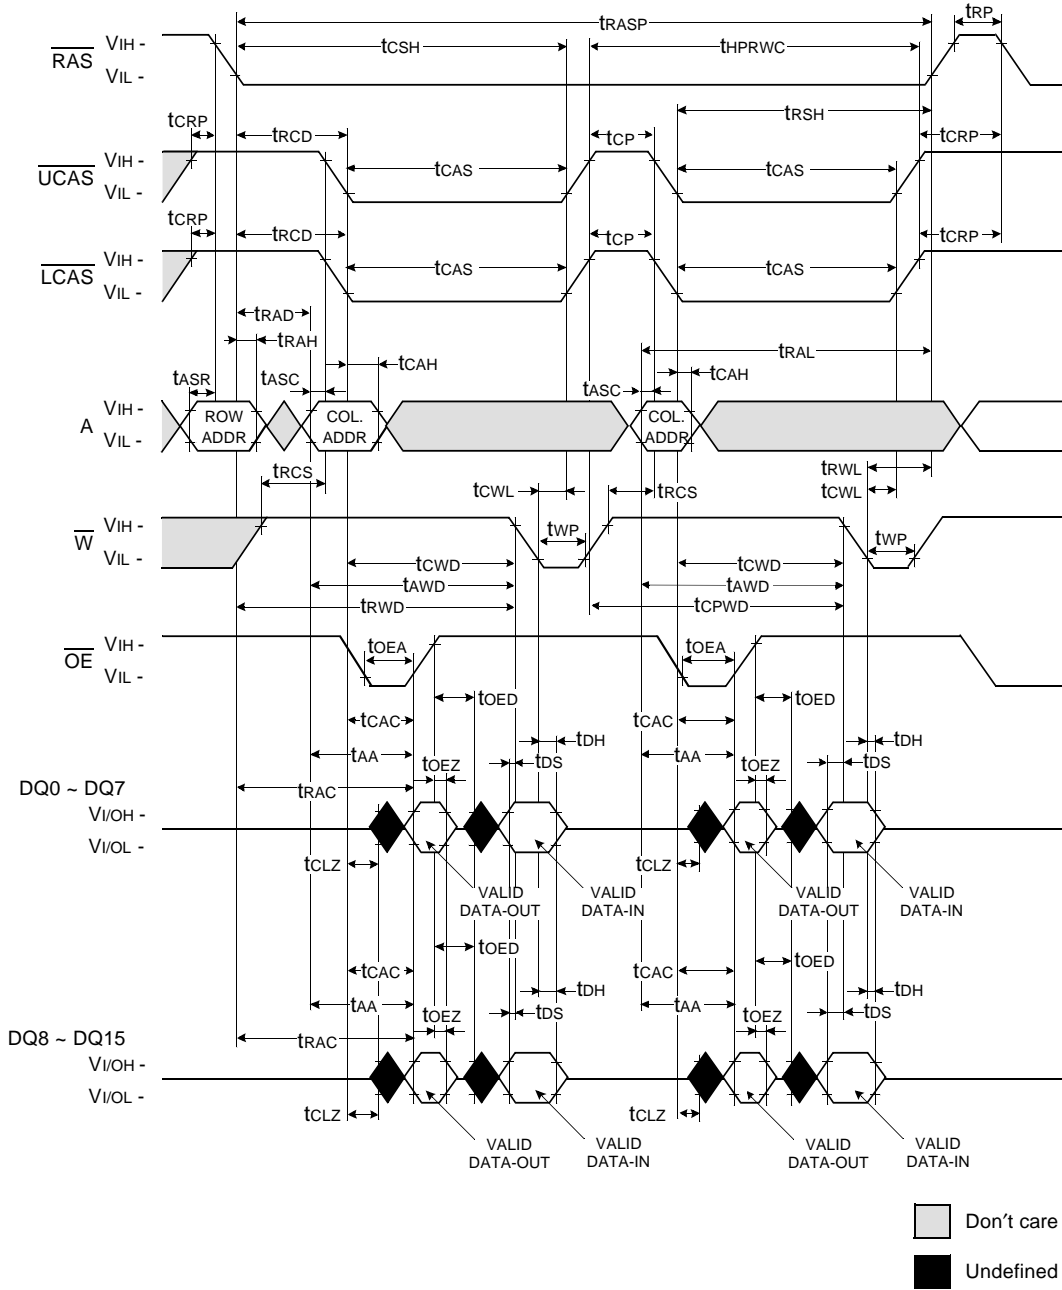 tRASP
tRP
tCSH
tHPRWC
RAS
VIH -
VIL -
tRSH
tCRP
tRCD
tCP
tCRP
UCAS
VIH -
VIL -
tCAS
tCAS
tCRP
tRCD
tCP
tCRP
LCAS
VIH -
VIL -
tCAS
tCAS
tRAD
tRAH
tRAL
tASR
tASC
tCAH
tASC
tCAH
A
VIH -
VIL -
ROW
ADDR
COL.
ADDR
COL.
ADDR
tRCS
tCWL
tRCS
tRWL
tCWL
W
VIH -
VIL -
tWP
tWP
tCWD
tCWD
tAWD
tAWD
tRWD
tCPWD
OE
VIH -
VIL -
tOEA
tOEA
tOED
tOED
tCAC
tCAC
tDH
tDH
tAA
tOEZ
tDS
tAA
tOEZ
tDS
tRAC
DQ0 ~ DQ7
VI/OH -
VI/OL -
tCLZ
tCLZ
VALID
DATA-OUT
VALID
DATA-IN
VALID
DATA-OUT
VALID
DATA-IN
tOED
tOED
tCAC
tCAC
tDH
tDH
tAA
tOEZ
tDS
tAA
tOEZ
tDS
tRAC
DQ8 ~ DQ15
VI/OH -
VI/OL -
tCLZ
tCLZ
VALID
DATA-OUT
VALID
DATA-IN
VALID
DATA-OUT
VALID
DATA-IN
Don′t care
Undefined